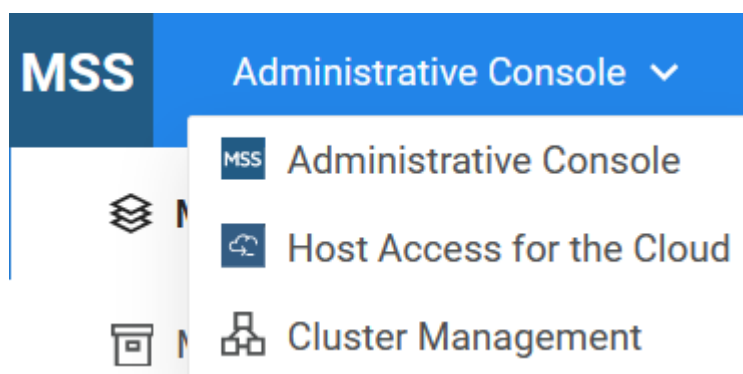 MSS Administrative Console
MSS Administrative Console
Host Access for the Cloud
Cluster Management